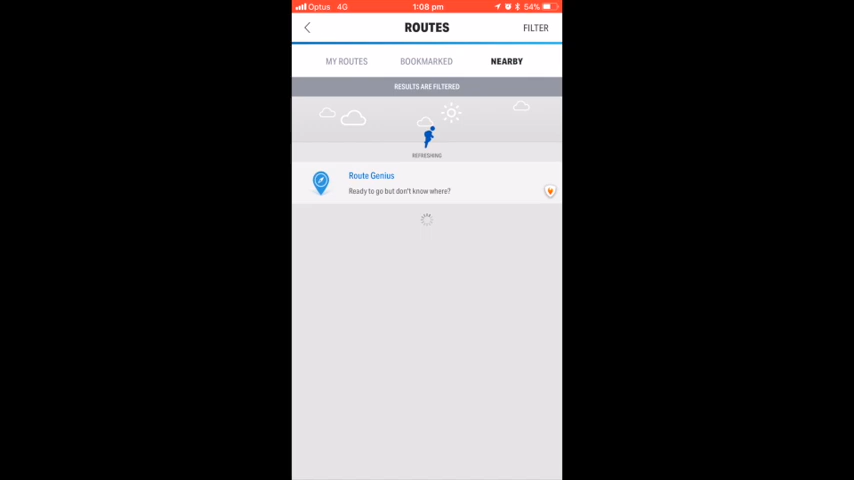 Optus 4G 1:08 pm 54%
ROUTES FILTER
MY ROUTES BOOKMARKED NEARBY
RESULTS ARE FILTERED
REFRESHING
Route Genius
Ready to go but don't know where?